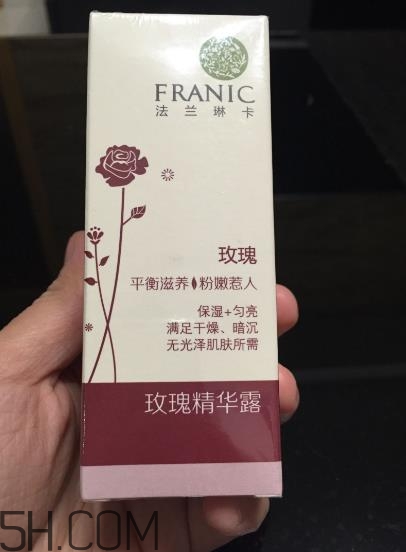 FRANIC
法兰琳卡
玫瑰
平衡滋养 粉嫩惹人
保湿+匀亮
满足干燥、暗沉
无光泽肌肤所需
玫瑰精华露
5H.COM